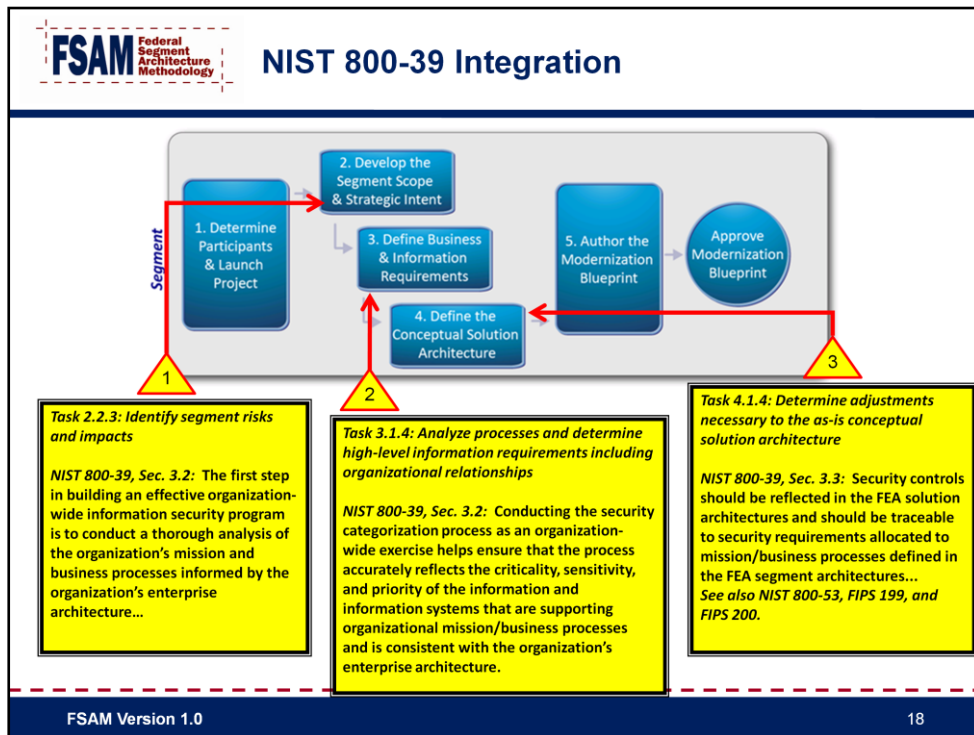 FSAM
Federal
Segment
Architecture
Methodology
NIST 800-39 Integration
Segment
1. Determine
Participants
& Launch
Project
2. Develop the
Segment Scope
& Strategic Intent
3. Define Business
& Information
Requirements
4. Define the
Conceptual Solution
Architecture
5. Author the
Modernization
Blueprint
Approve
Modernization
Blueprint
1
Task 2.2.3: Identify segment risks
and impacts
NIST 800-39, Sec. 3.2: The first step
in building an effective organization-
wide information security program
is to conduct a thorough analysis of
the organization's mission and
business processes informed by the
organization's enterprise
architecture...
2
Task 3.1.4: Analyze processes and determine
high-level information requirements including
organizational relationships
NIST 800-39, Sec. 3.2: Conducting the security
categorization process as an organization-
wide exercise helps ensure that the process
accurately reflects the criticality, sensitivity,
and priority of the information and
information systems that are supporting
organizational mission/business processes
and is consistent with the organization's
enterprise architecture.
3
Task 4.1.4: Determine adjustments
necessary to the as-is conceptual
solution architecture
NIST 800-39, Sec. 3.3: Security controls
should be reflected in the FEA solution
architectures and should be traceable
to security requirements allocated to
mission/business processes defined in
the FEA segment architectures...
See also NIST 800-53, FIPS 199, and
FIPS 200.
FSAM Version 1.0
18